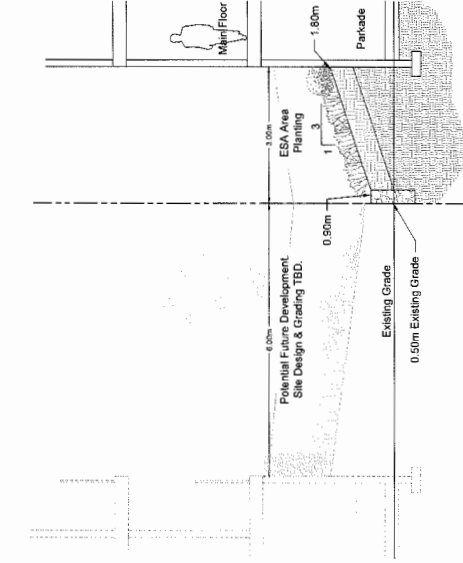 Main Floor
1.80m
Parkade
3.00m
ESA Area
Planting
3
1
0.90m
6.00m
Potential Future Development.
Site Design & Grading TBD.
Existing Grade
0.50m Existing Grade